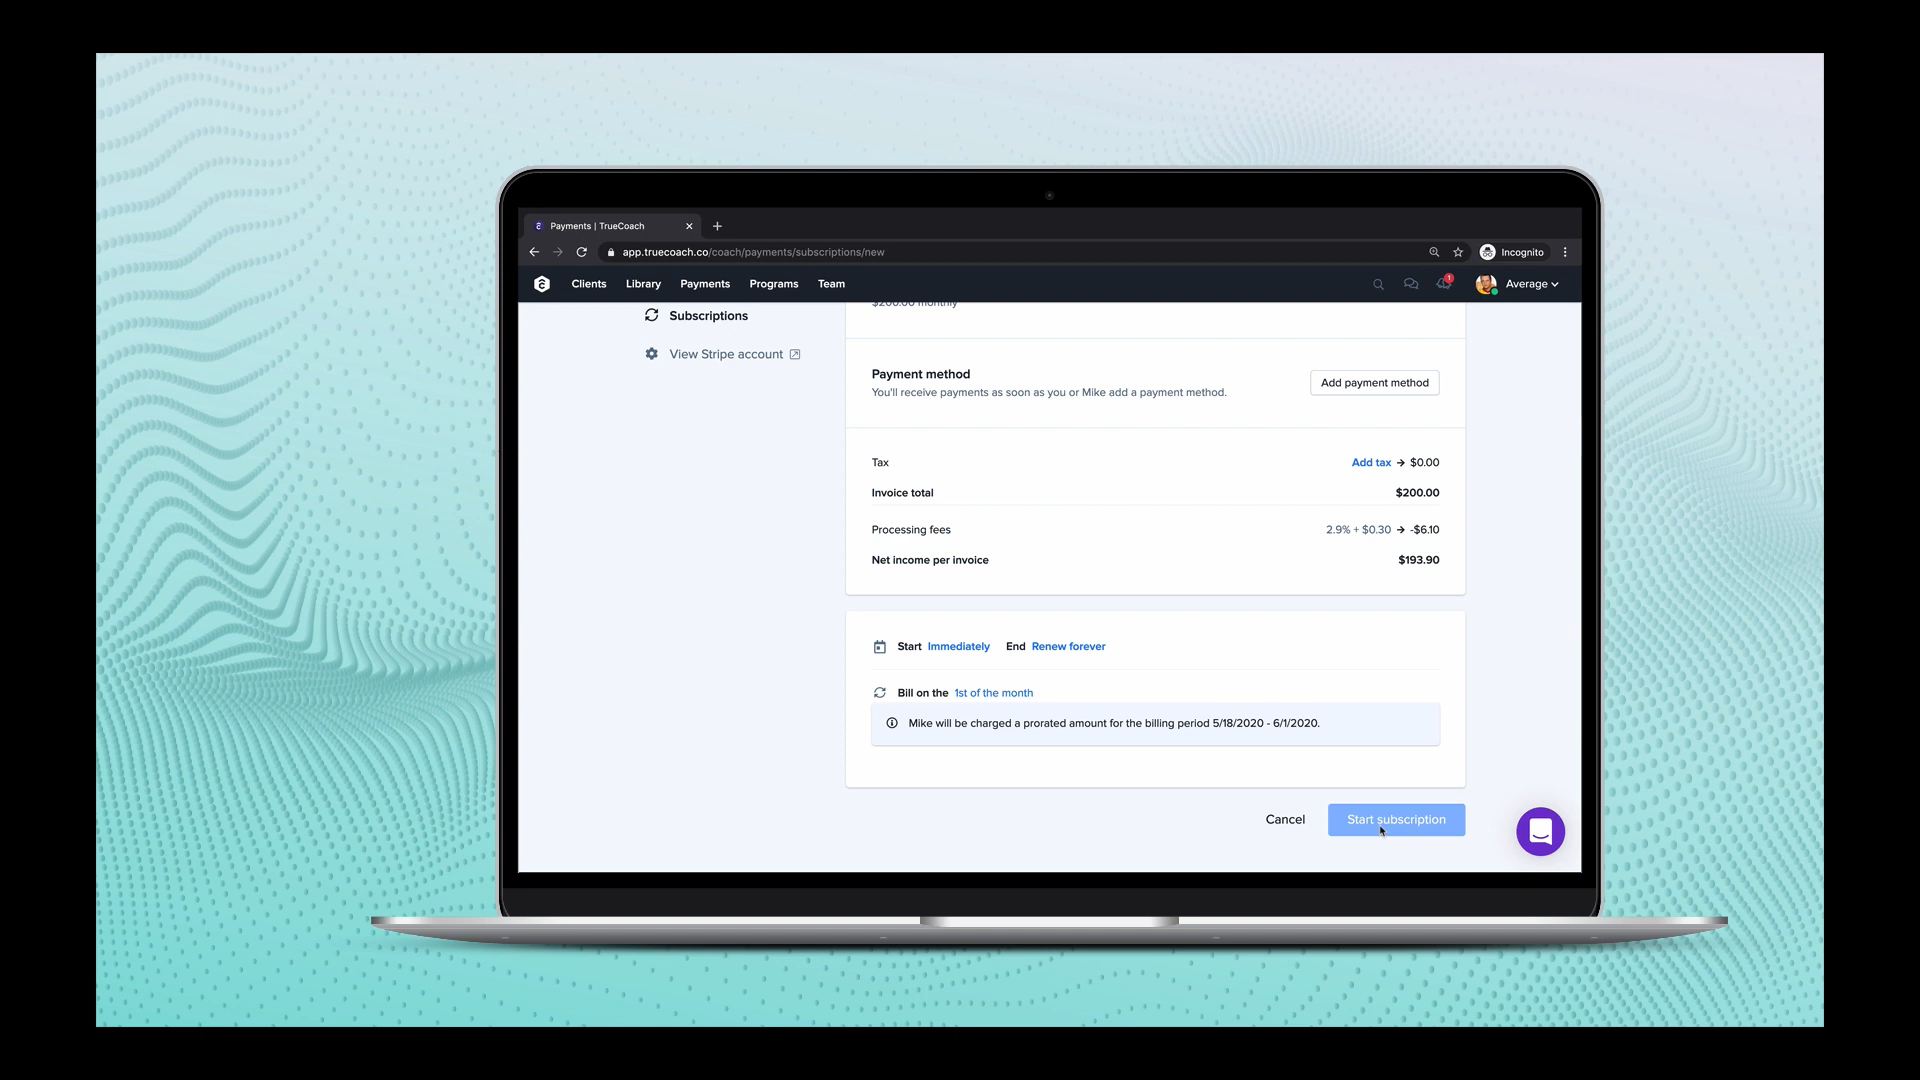 Payments | TrueCoach
app.truecoach.co/coach/payments/subscriptions/new
Incognito
Clients Library Payments Programs Team
1
Average
$200.00 monthly
Subscriptions
View Stripe account
Payment method
Add payment method
You'll receive payments as soon as you or Mike add a payment method.
Tax Add tax → $0.00
Invoice total $200.00
Processing fees 2.9% + $0.30 → -$6.10
Net income per invoice $193.90
Start Immediately End Renew forever
Bill on the 1st of the month
Mike will be charged a prorated amount for the billing period 5/18/2020 - 6/1/2020.
Cancel Start subscription